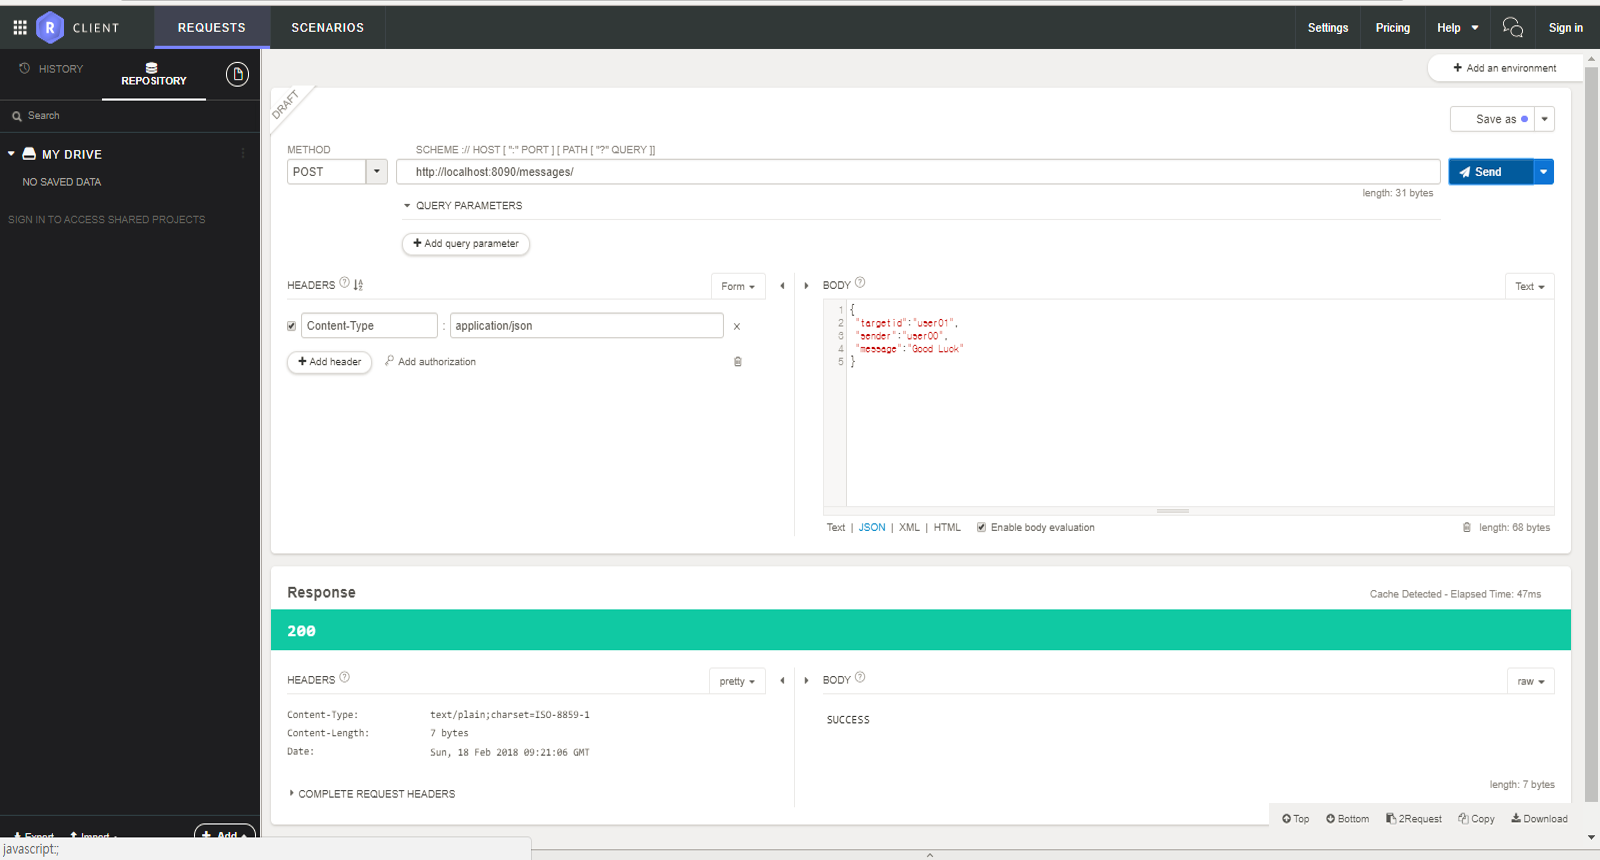 R CLIENT REQUESTS SCENARIOS Settings Pricing Help Sign in
HISTORY REPOSITORY
Add an environment
DRAFT
Search
Save as
MY DRIVE
METHOD SCHEME :// HOST [ ":" PORT ] [ PATH [ "?" QUERY ]]
POST http://localhost:8090/messages/ Send
NO SAVED DATA
length: 31 bytes
QUERY PARAMETERS
SIGN IN TO ACCESS SHARED PROJECTS
Add query parameter
HEADERS Form BODY Text
Content-Type : application/json
Add header Add authorization
1 {
2 "targetid":"user01",
3 "sender":"user00",
4 "message":"Good Luck"
5 }
Text | JSON | XML | HTML Enable body evaluation length: 68 bytes
Response
Cache Detected - Elapsed Time: 47ms
200
HEADERS pretty BODY raw
Content-Type: text/plain;charset=ISO-8859-1
SUCCESS
Content-Length: 7 bytes
Date: Sun, 18 Feb 2018 09:21:06 GMT
length: 7 bytes
COMPLETE REQUEST HEADERS
Top Bottom 2Request Copy Download
Export Import Add
javascript:;